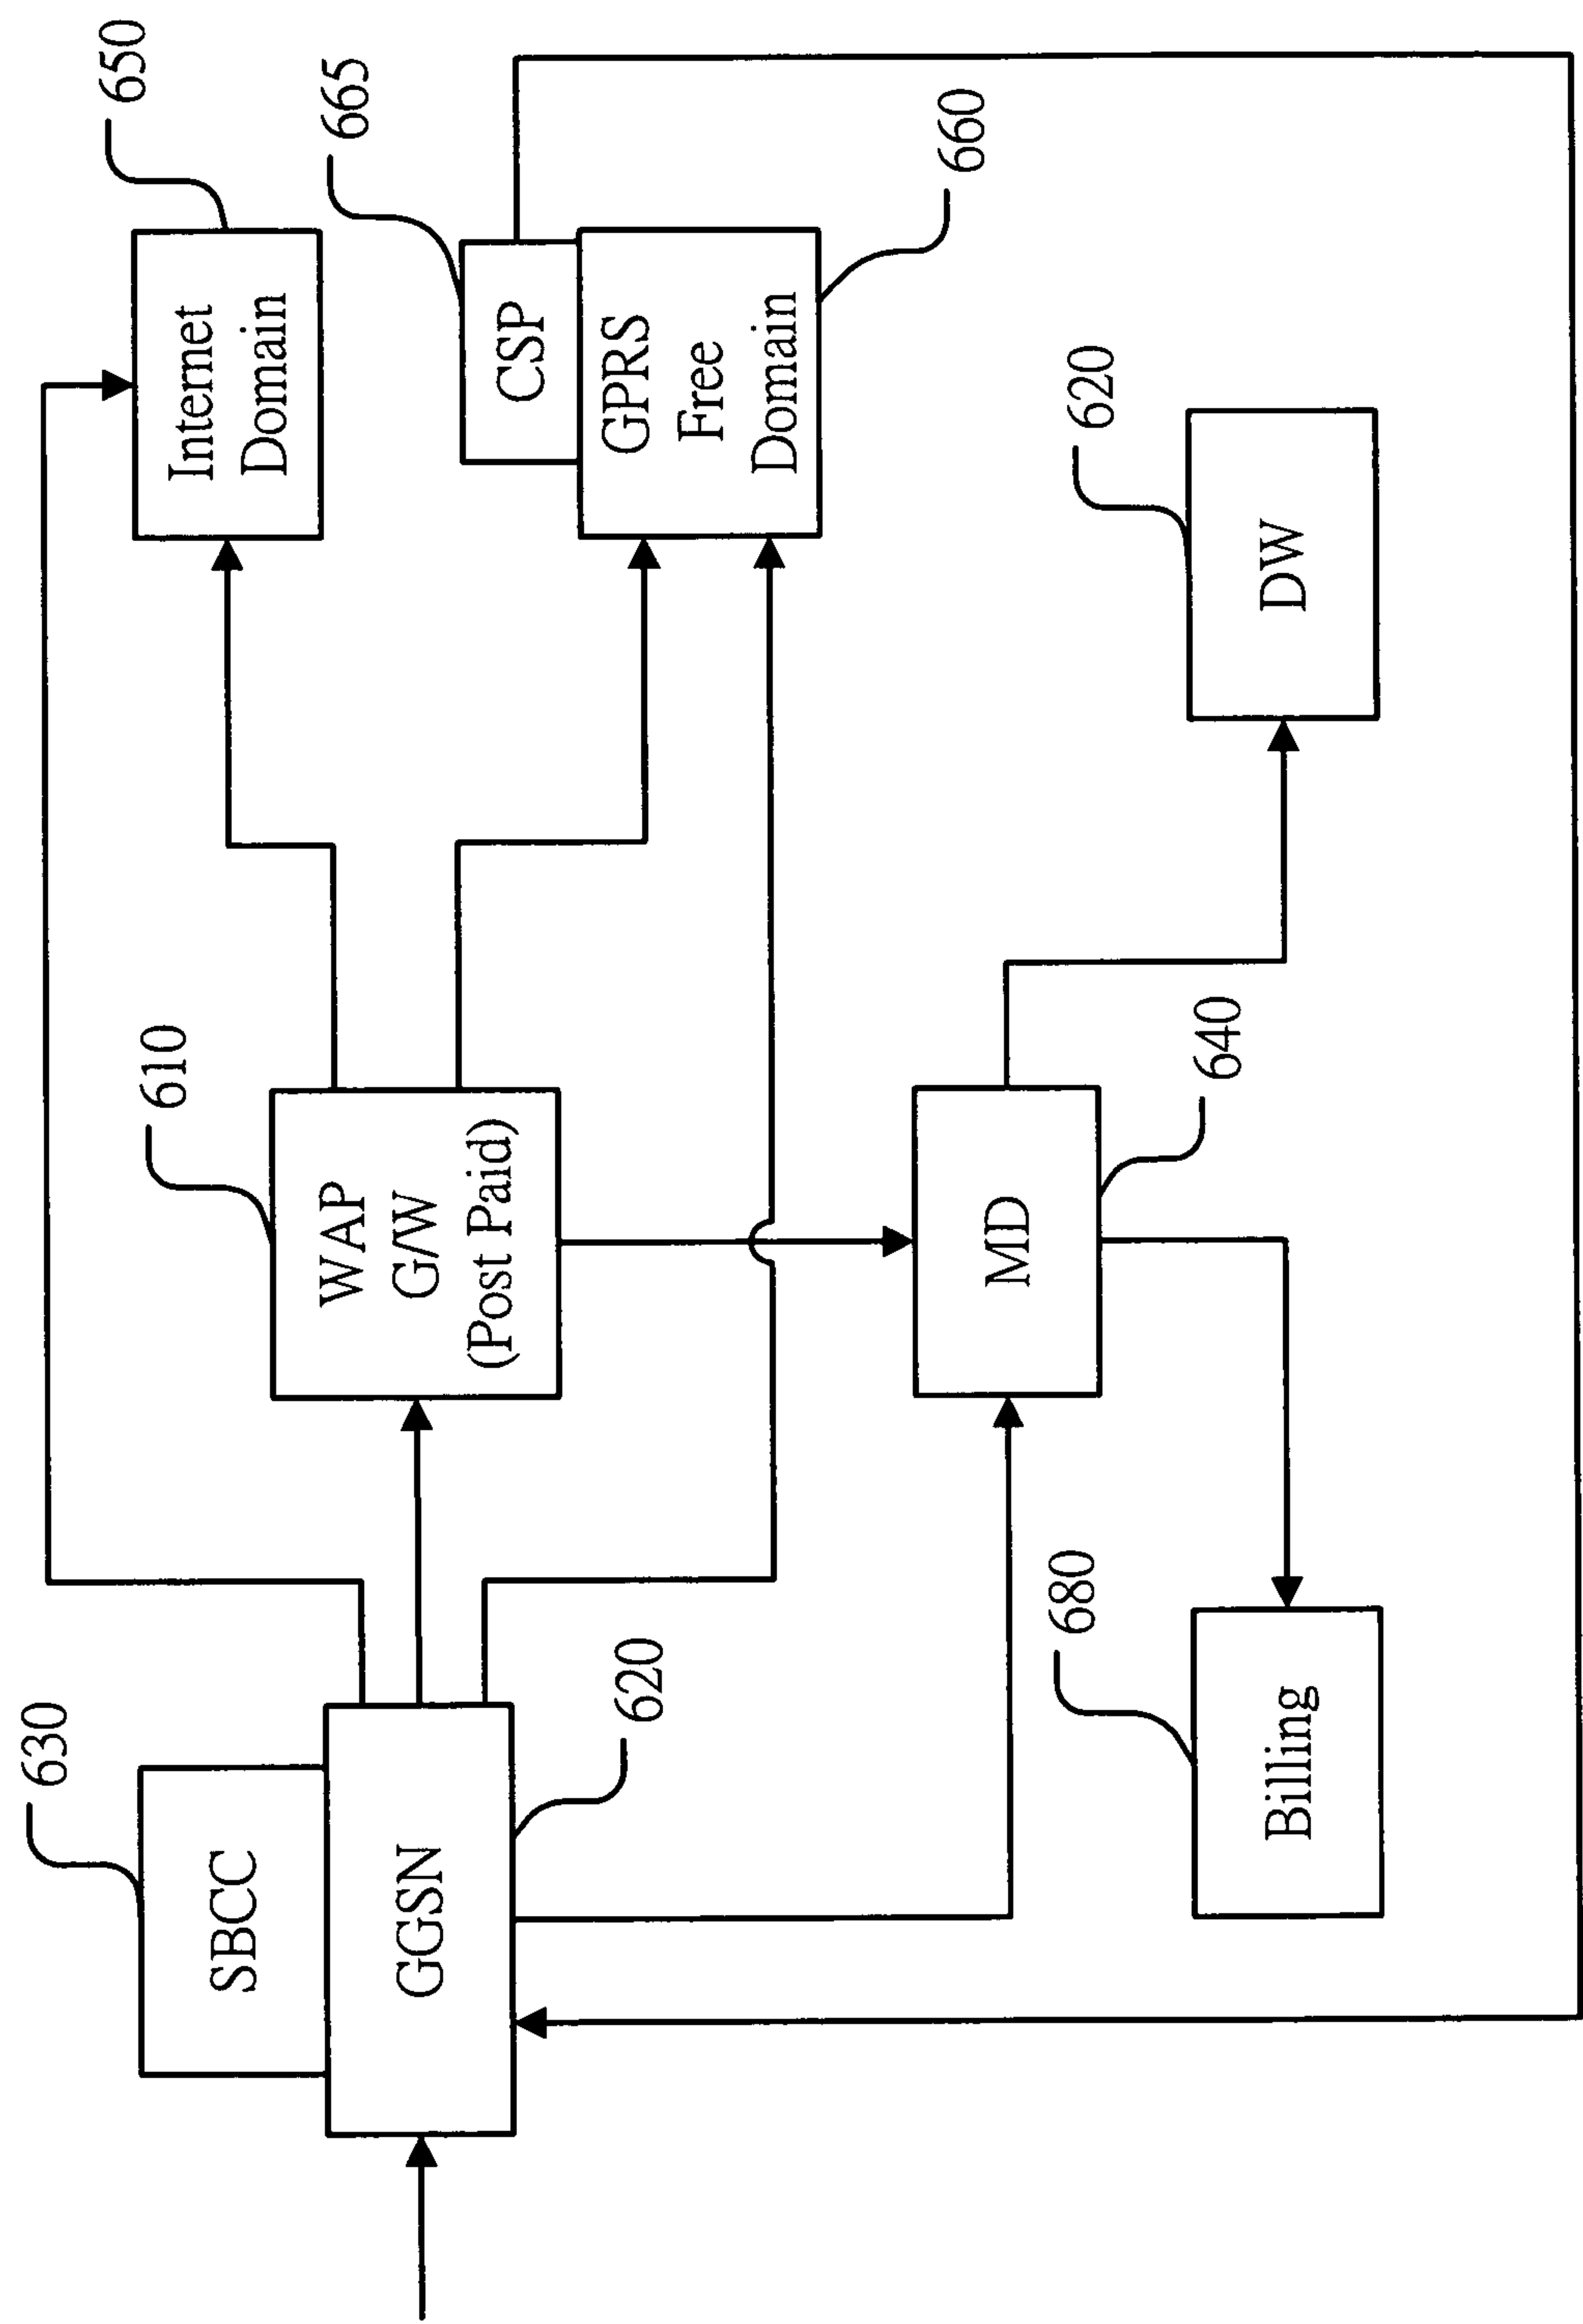 630
SBCC
GGSN
620
610
WAP
G/W
(Post Paid)
650
Internet
Domain
665
CSP
GPRS
Free
Domain
660
MD
640
680
Billing
620
DW